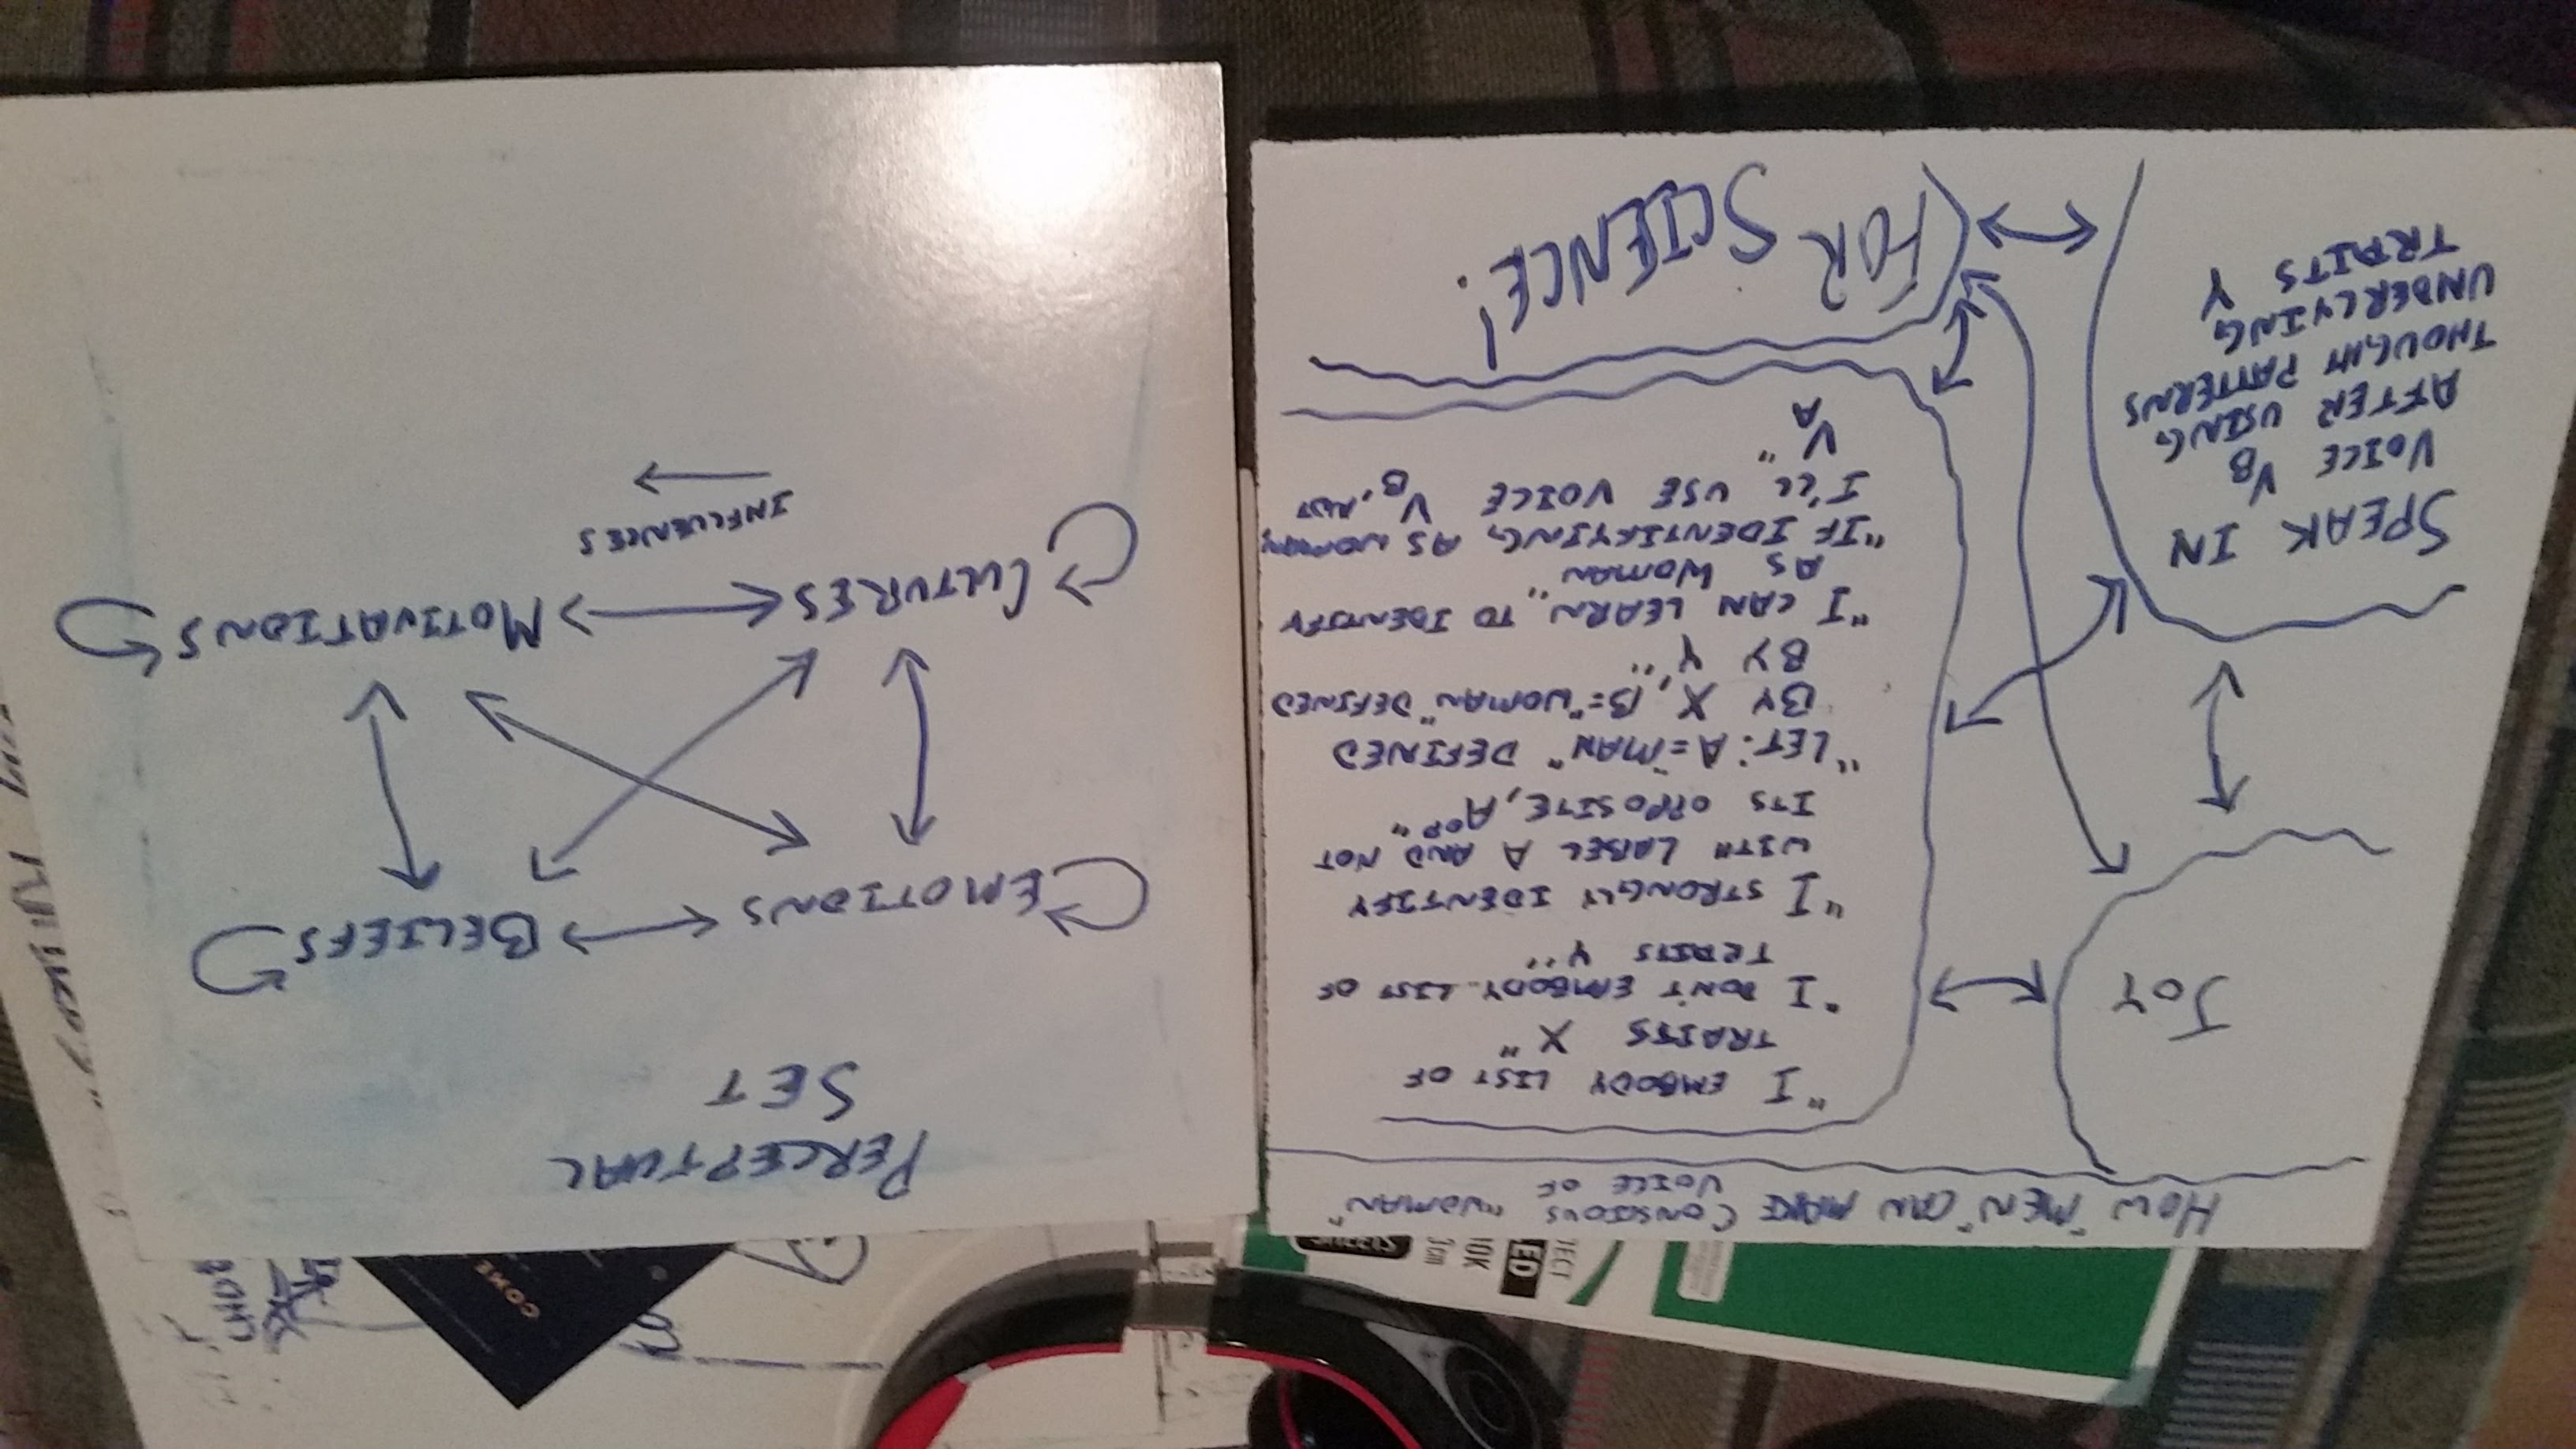 HOW "MEN" CAN MAKE CONSCIOUS "WOMAN"
VOICE OF
JOY
"I EMBODY LIST OF
TRAITS X"
"I DON'T EMBODY LIST OF
TRAITS Y"
"I STRONGLY IDENTIFY
WITH LABEL A AND NOT
ITS OPPOSITE, A^OP"
"LET: A="MAN" DEFINED
BY X, B="WOMAN" DEFINED
BY Y"
"I CAN LEARN TO IDENTIFY
AS WOMAN"
"IF IDENTIFYING AS WOMAN,
I'LL USE VOICE V_B, NOT
V_A"
SPEAK IN
VOICE V_B
AFTER USING
THOUGHT PATTERNS
UNDERLYING
TRAITS Y
FOR
SCIENCE!
PERCEPTUAL
SET
EMOTIONS
BELIEFS
CULTURES
MOTIVATIONS
INFLUENCES